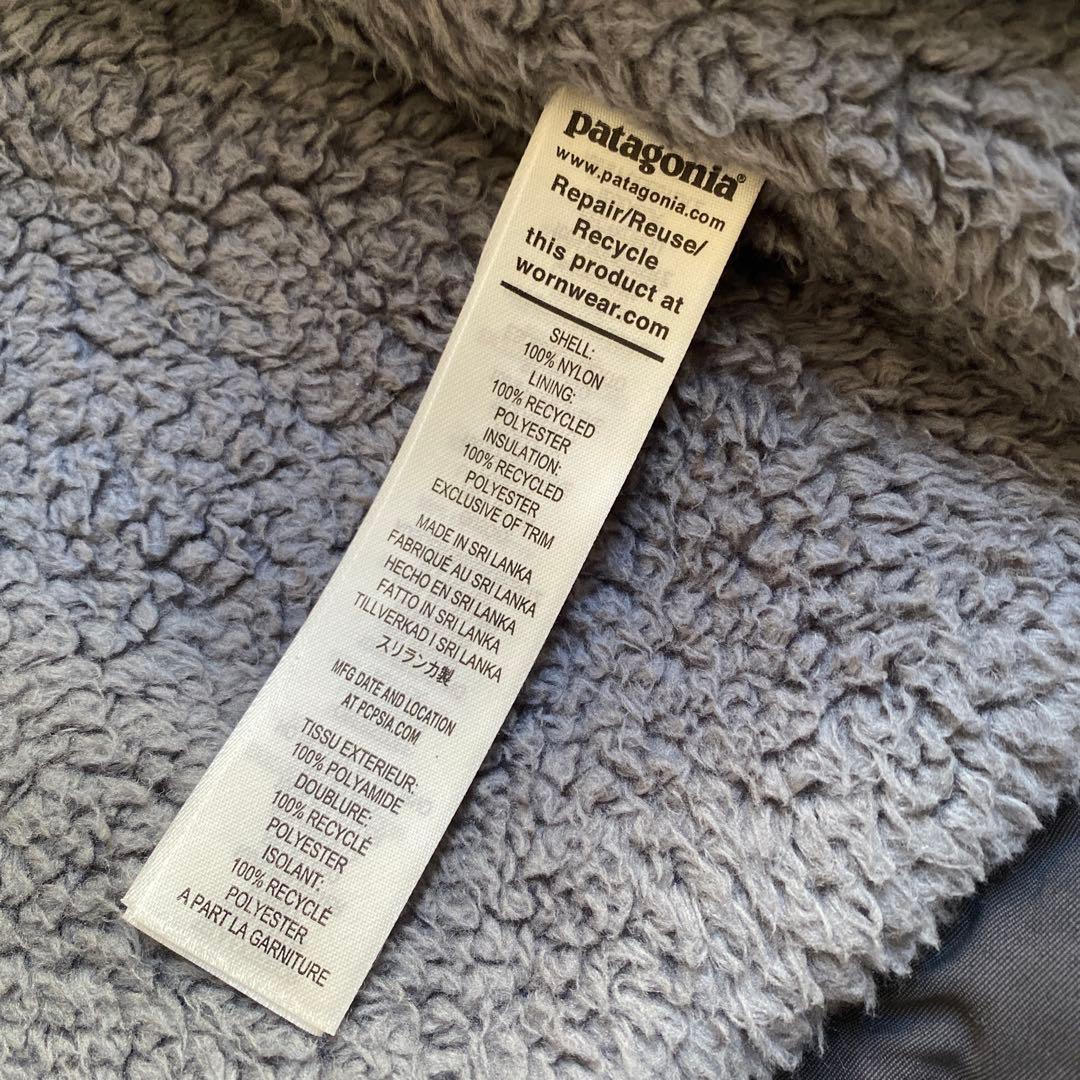 patagonia®
www.patagonia.com
Repair/Reuse/
Recycle
this product at
wornwear.com
SHELL:
100% NYLON
LINING:
100% RECYCLED
POLYESTER
INSULATION:
100% RECYCLED
POLYESTER
EXCLUSIVE OF TRIM
MADE IN SRI LANKA
FABRIQUÉ AU SRI LANKA
HECHO EN SRI LANKA
FATTO IN SRI LANKA
TILLVERKAD I SRI LANKA
スリランカ製
MFG DATE AND LOCATION
AT PCPSIA.COM
TISSU EXTERIEUR:
100% POLYAMIDE
DOUBLURE:
100% RECYCLÉ
POLYESTER
ISOLANT:
100% RECYCLÉ
POLYESTER
A PART LA GARNITURE